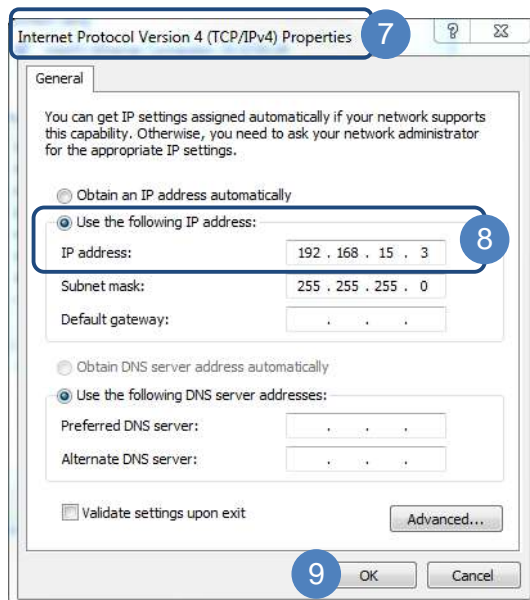 Internet Protocol Version 4 (TCP/IPv4) Properties
7
General
You can get IP settings assigned automatically if your network supports
this capability. Otherwise, you need to ask your network administrator
for the appropriate IP settings.
Obtain an IP address automatically
Use the following IP address:
8
IP address: 192 . 168 . 15 . 3
Subnet mask: 255 . 255 . 255 . 0
Default gateway: . . .
Obtain DNS server address automatically
Use the following DNS server addresses:
Preferred DNS server: . . .
Alternate DNS server: . . .
Validate settings upon exit
Advanced...
9
OK Cancel